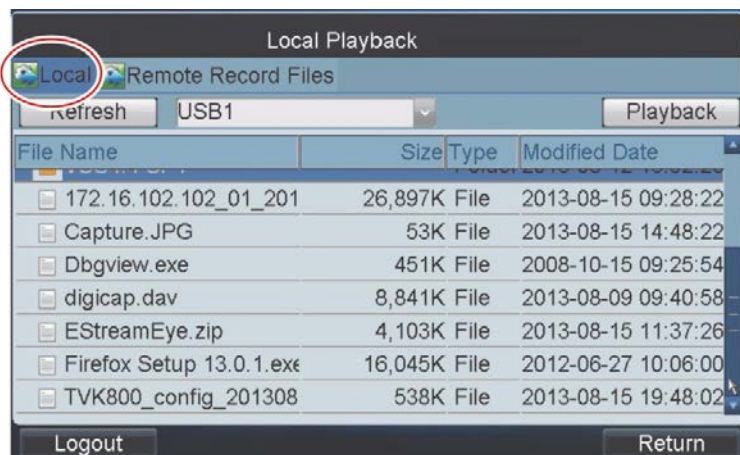 Local Playback
Local Remote Record Files
Refresh USB1 Playback
File Name Size Type Modified Date
172.16.102.102_01_201 26,897K File 2013-08-15 09:28:22
Capture.JPG 53K File 2013-08-15 14:48:22
Dbgview.exe 451K File 2008-10-15 09:25:54
digicap.dav 8,841K File 2013-08-09 09:40:58
EStreamEye.zip 4,103K File 2013-08-15 11:37:26
Firefox Setup 13.0.1.exe 16,045K File 2012-06-27 10:06:00
TVK800_config_201308 538K File 2013-08-15 19:48:02
Logout Return